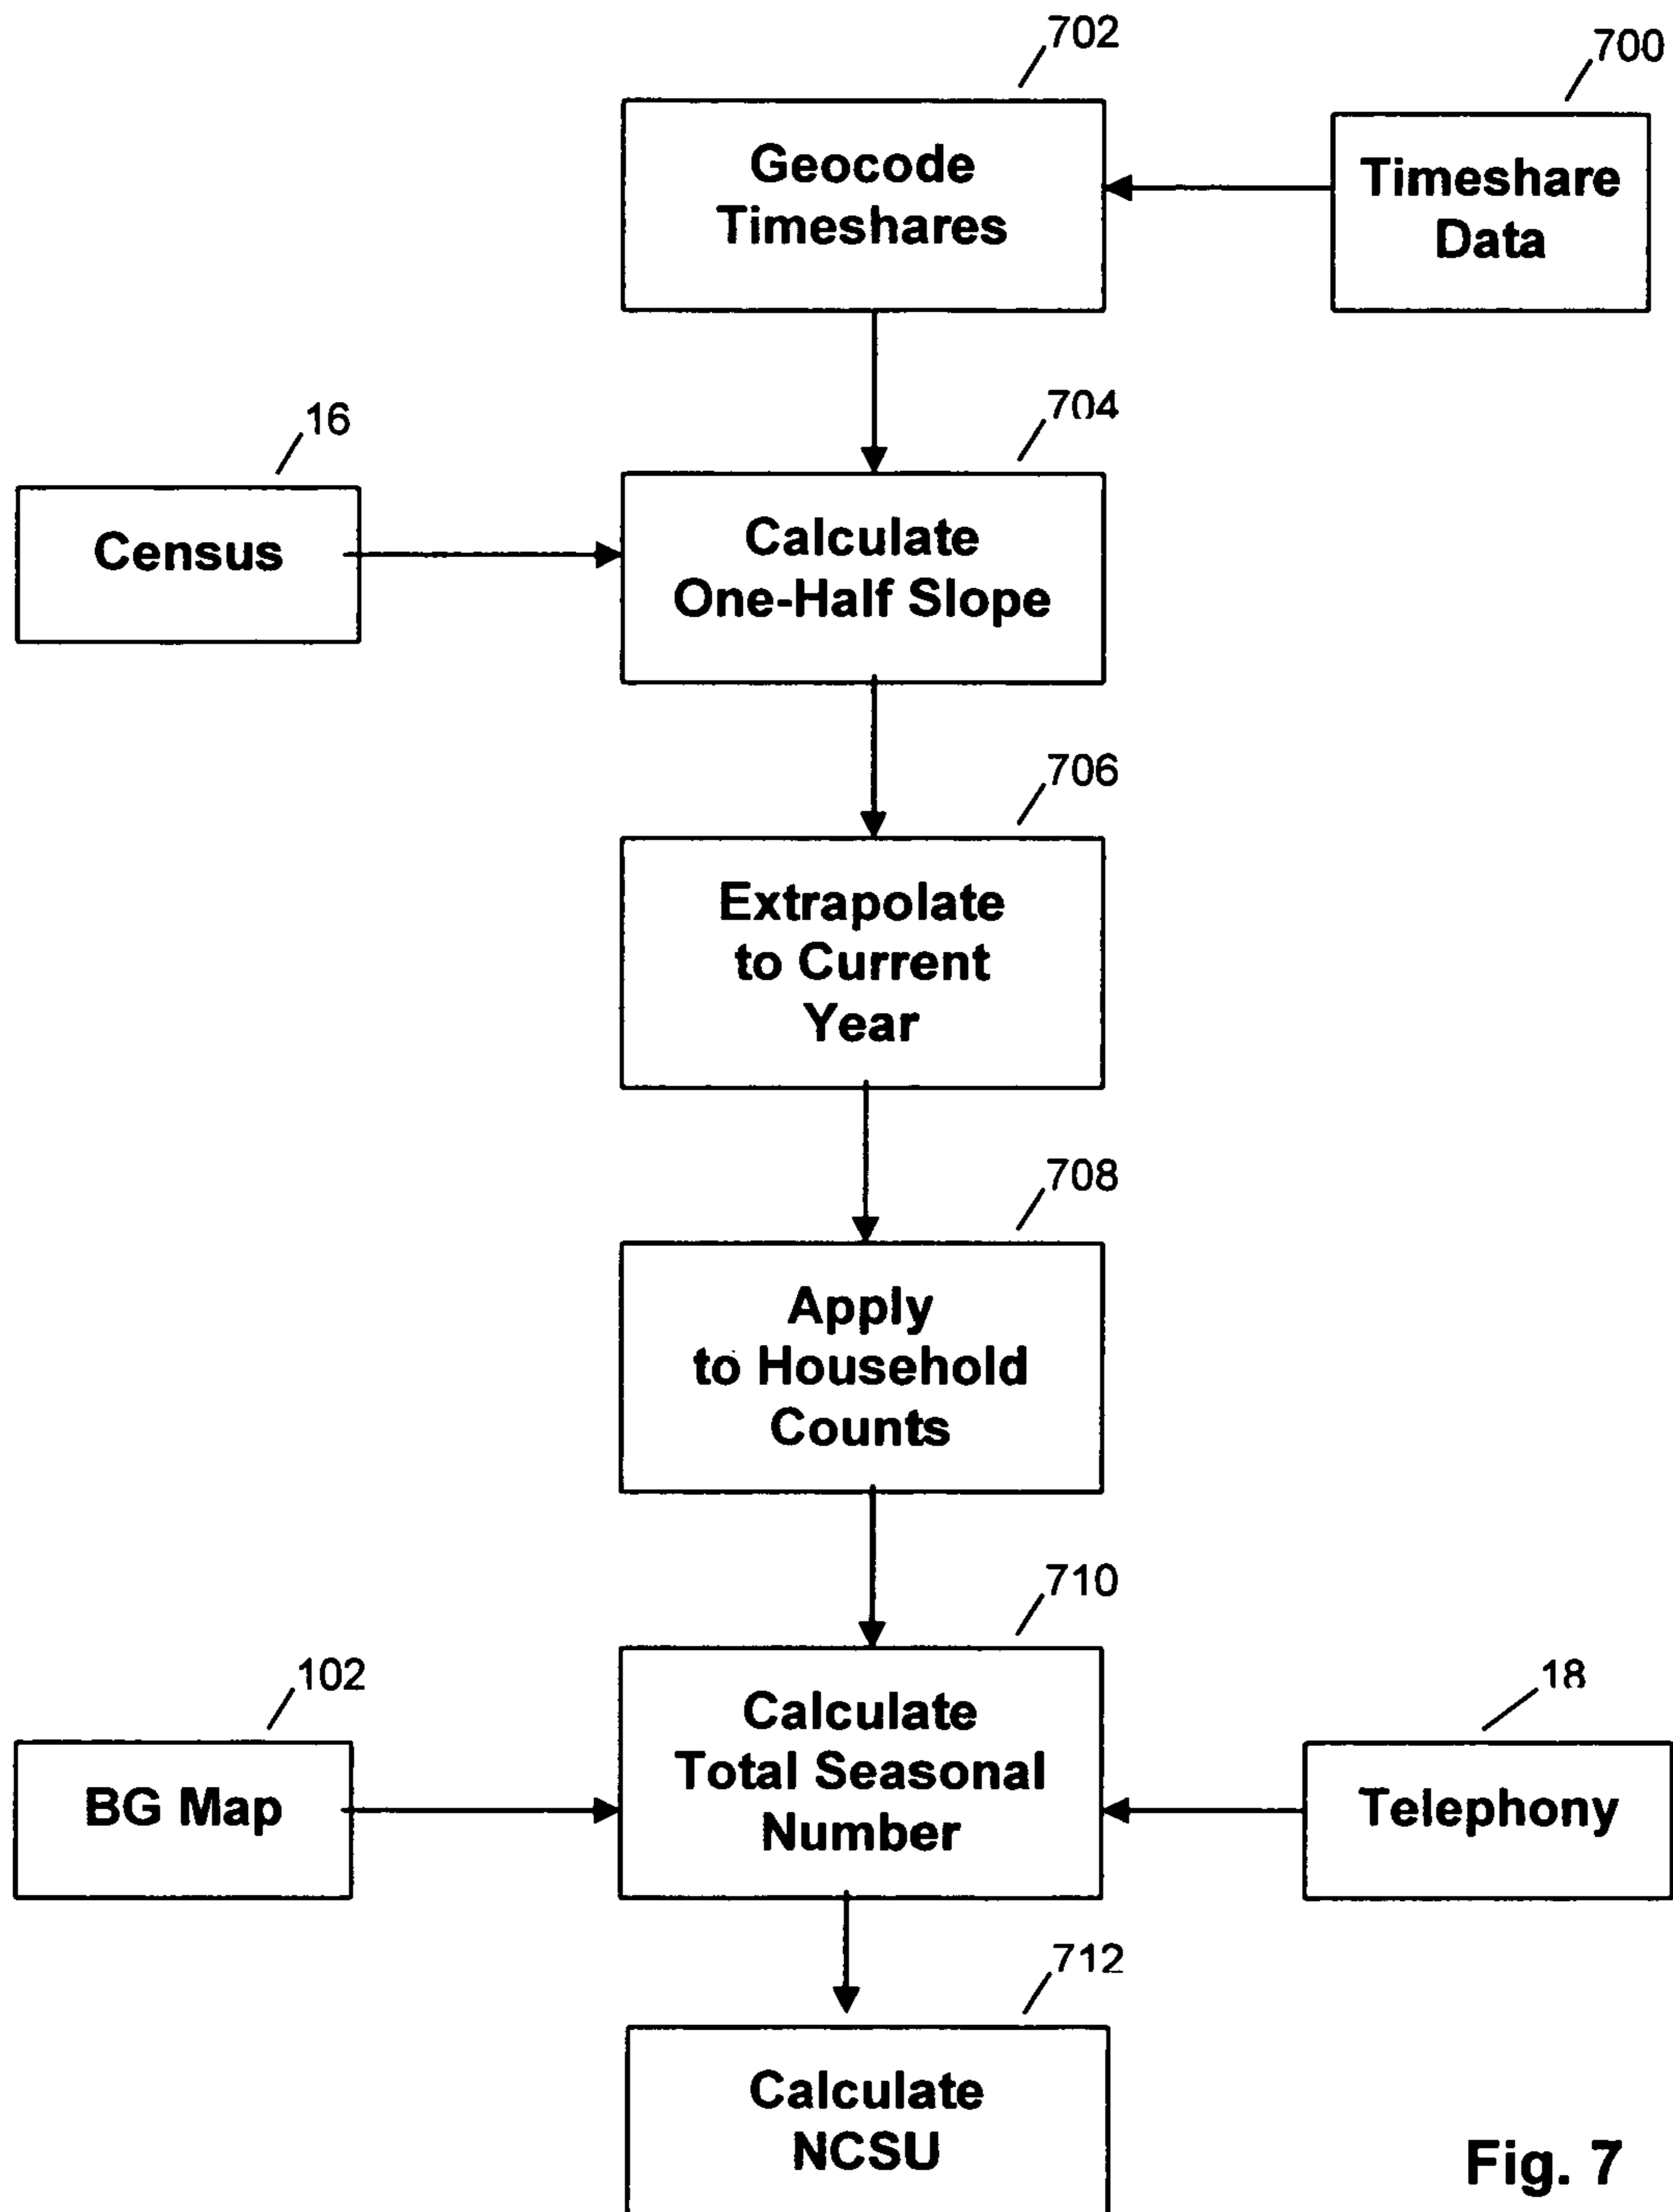 702
700
Geocode
Timeshares
Timeshare
Data
16
704
Census
Calculate
One-Half Slope
706
Extrapolate
to Current
Year
708
Apply
to Household
Counts
710
102
18
Calculate
Total Seasonal
Number
BG Map
Telephony
712
Calculate
NCSU
Fig. 7